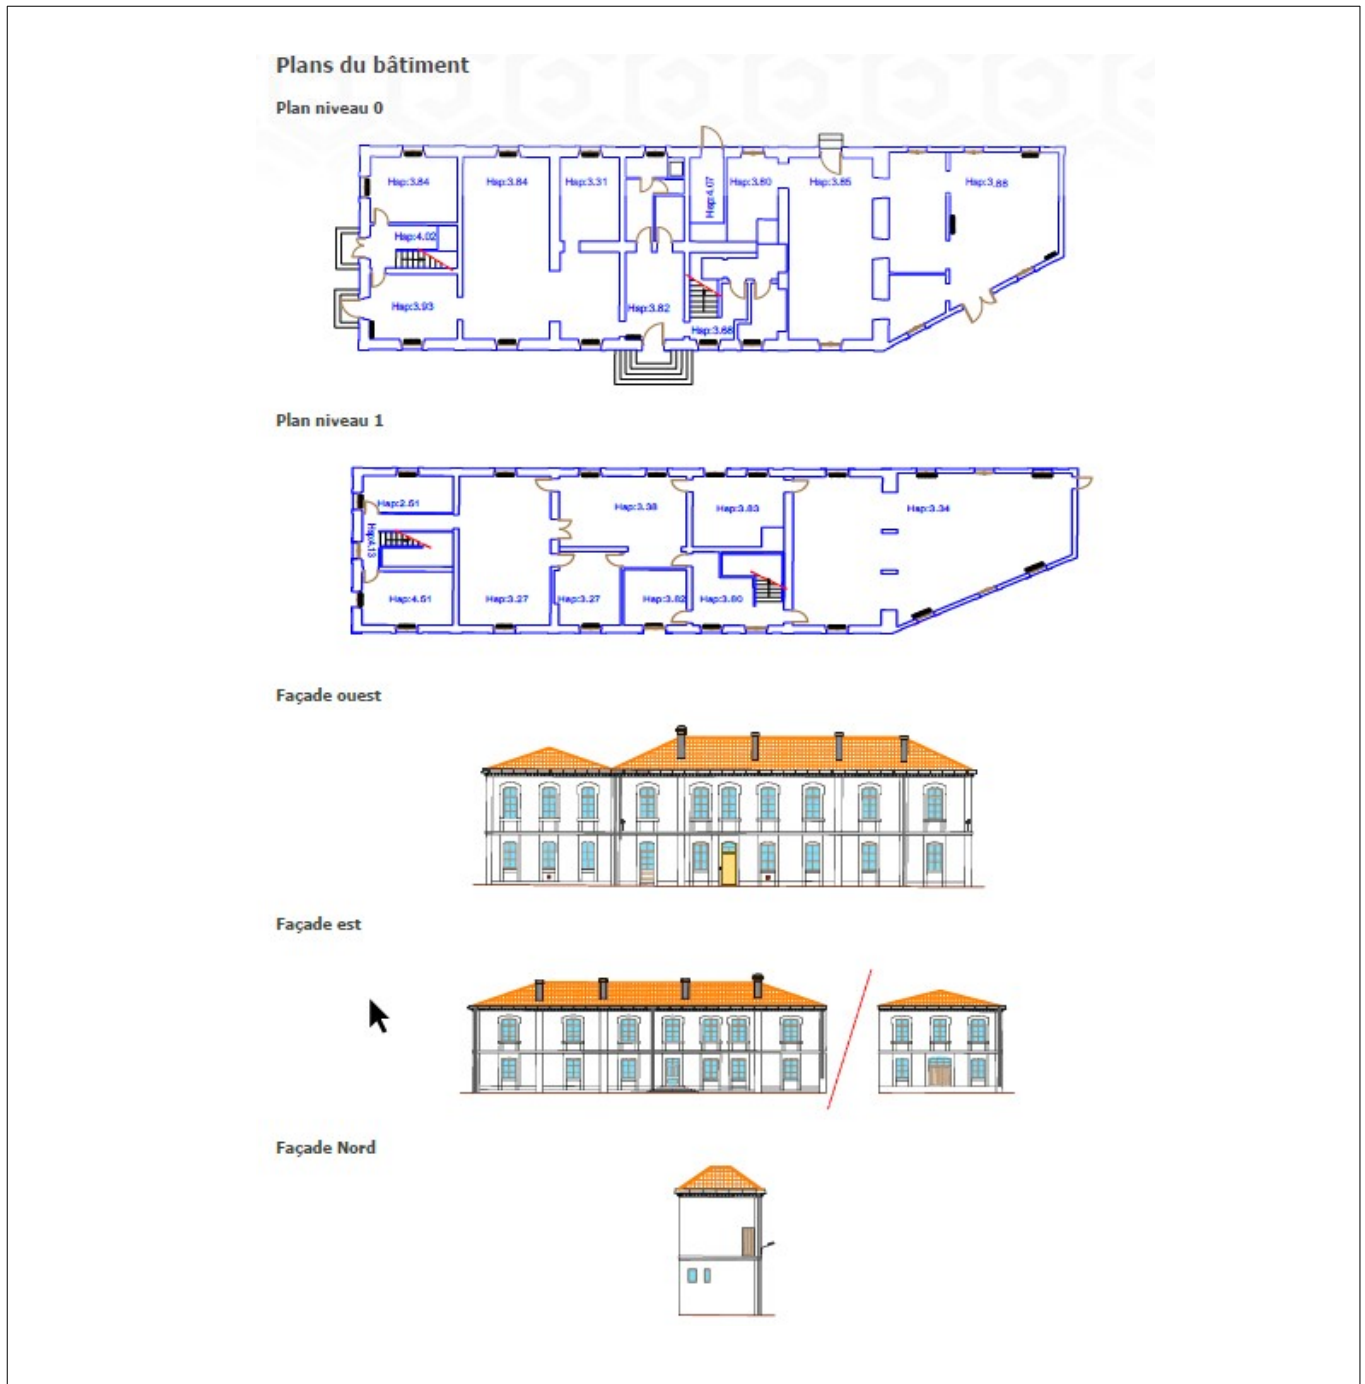 Plans du bâtiment
Plan niveau 0
Hsp:3.84
Hsp:3.84
Hsp:3.31
Hsp:4.07
Hsp:3.80
Hsp:3.85
Hsp:3.88
Hsp:4.02
Hsp:3.93
Hsp:3.82
Hsp:3.68
Plan niveau 1
Hsp:2.51
Hsp:3.38
Hsp:3.83
Hsp:3.34
Hsp:4.13
Hsp:4.51
Hsp:3.27
Hsp:3.27
Hsp:3.82
Hsp:3.80
Façade ouest
Façade est
Façade Nord